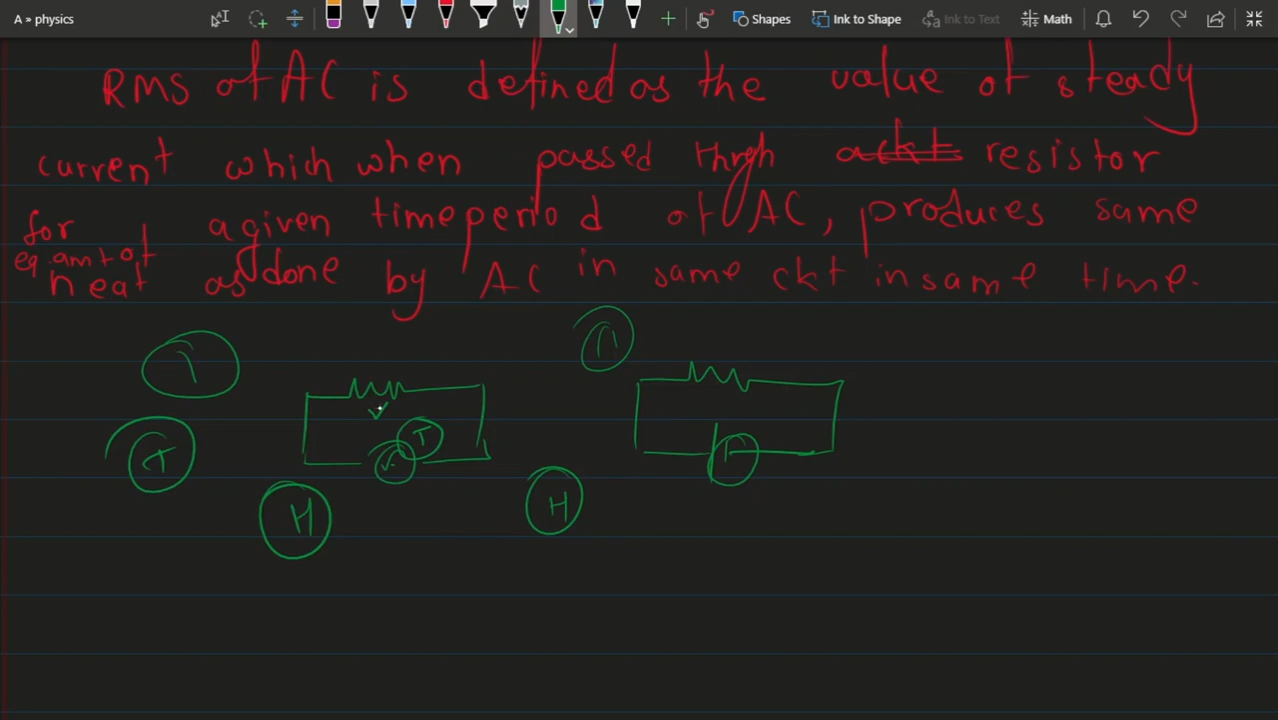 A » physics
Shapes
Ink to Shape
Ink to Text
Math
RMS of AC is defined as the value of steady
current which when passed thrgh ackt resistor
for a given timeperiod of AC, produces same
eq. amt of
heat as done by AC in same ckt in same time.
T
T
H
H